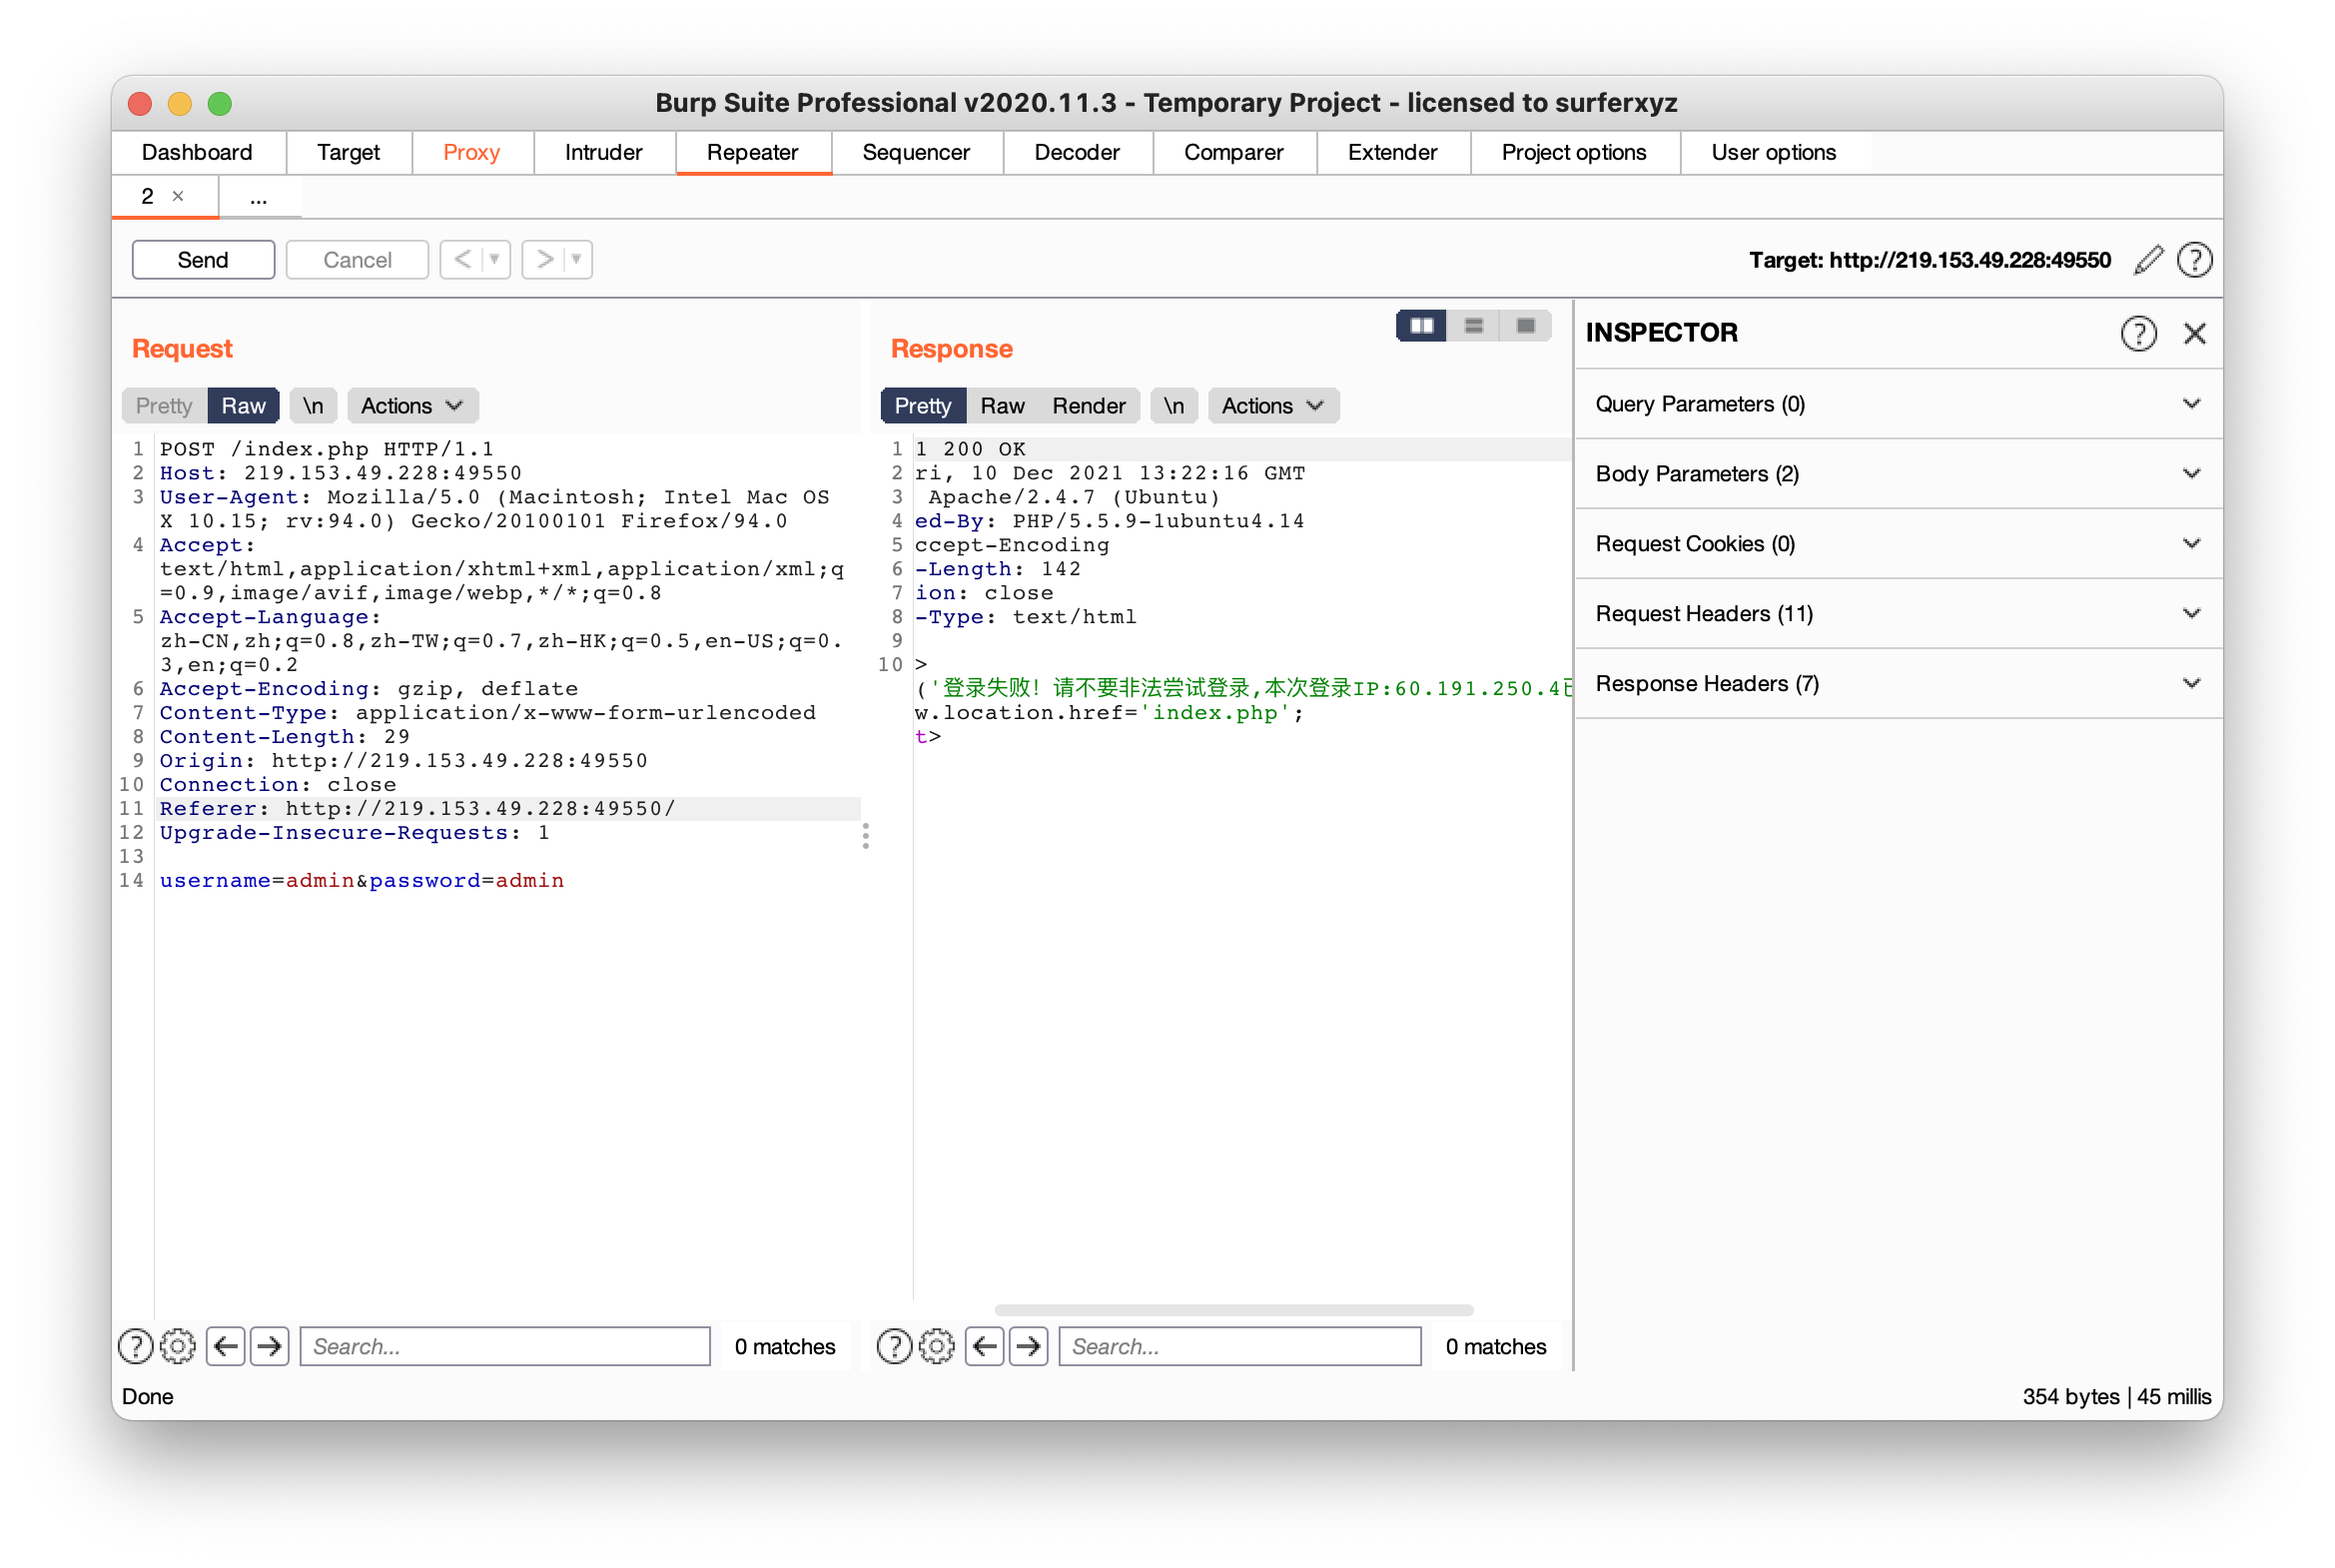 Burp Suite Professional v2020.11.3 - Temporary Project - licensed to surferxyz
Dashboard Target Proxy Intruder Repeater Sequencer Decoder Comparer Extender Project options User options
2 × ...
Send Cancel < ▼ > ▼ Target: http://219.153.49.228:49550 ?
Request
Pretty Raw \n Actions
1 POST /index.php HTTP/1.1
2 Host: 219.153.49.228:49550
3 User-Agent: Mozilla/5.0 (Macintosh; Intel Mac OS
X 10.15; rv:94.0) Gecko/20100101 Firefox/94.0
4 Accept:
text/html,application/xhtml+xml,application/xml;q
=0.9,image/avif,image/webp,*/*;q=0.8
5 Accept-Language:
zh-CN,zh;q=0.8,zh-TW;q=0.7,zh-HK;q=0.5,en-US;q=0.
3,en;q=0.2
6 Accept-Encoding: gzip, deflate
7 Content-Type: application/x-www-form-urlencoded
8 Content-Length: 29
9 Origin: http://219.153.49.228:49550
10 Connection: close
11 Referer: http://219.153.49.228:49550/
12 Upgrade-Insecure-Requests: 1
13
14 username=admin&password=admin
? Search... 0 matches
Response
Pretty Raw Render \n Actions
1 1 200 OK
2 ri, 10 Dec 2021 13:22:16 GMT
3 Apache/2.4.7 (Ubuntu)
4 ed-By: PHP/5.5.9-1ubuntu4.14
5 ccept-Encoding
6 -Length: 142
7 ion: close
8 -Type: text/html
9
10 >
('登录失败！请不要非法尝试登录,本次登录IP:60.191.250.4已
w.location.href='index.php';
t>
? Search... 0 matches
INSPECTOR ?
Query Parameters (0)
Body Parameters (2)
Request Cookies (0)
Request Headers (11)
Response Headers (7)
Done
354 bytes | 45 millis